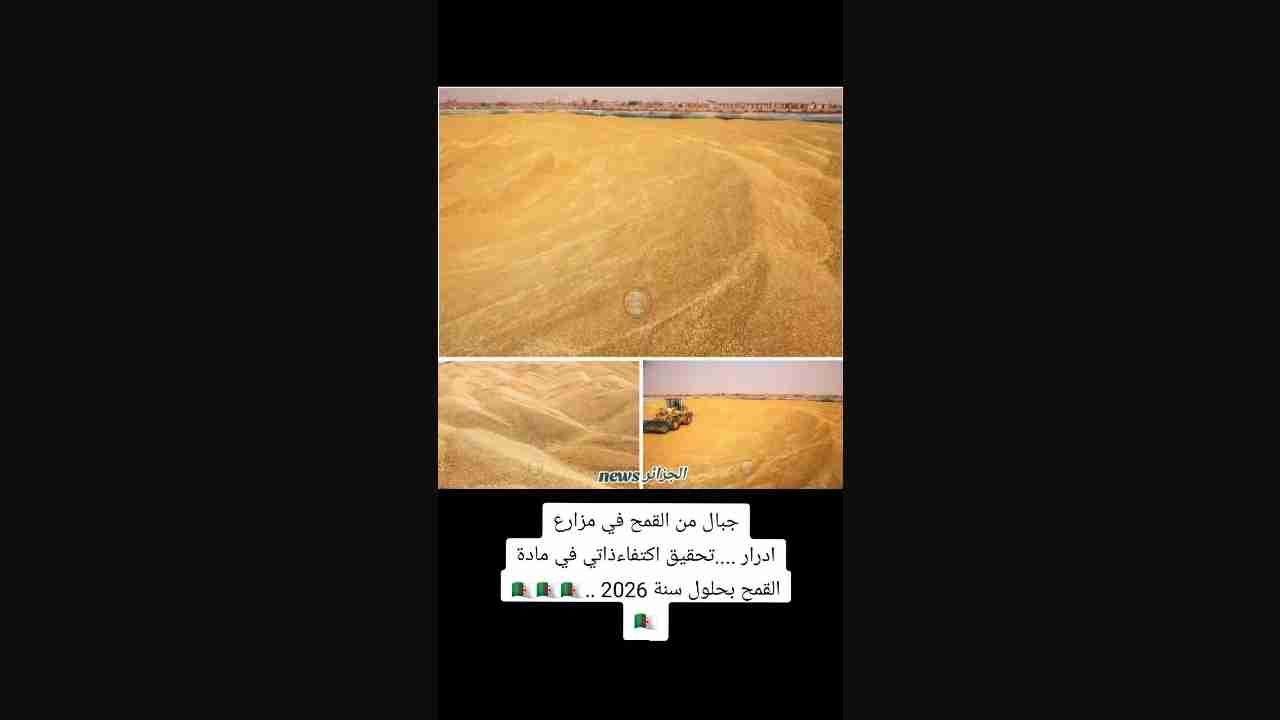 الجزائر news
جبال من القمح في مزارع
ادرار ....تحقيق اكتفاءذاتي في مادة
القمح بحلول سنة 2026 .. 🇩🇿🇩🇿🇩🇿
🇩🇿